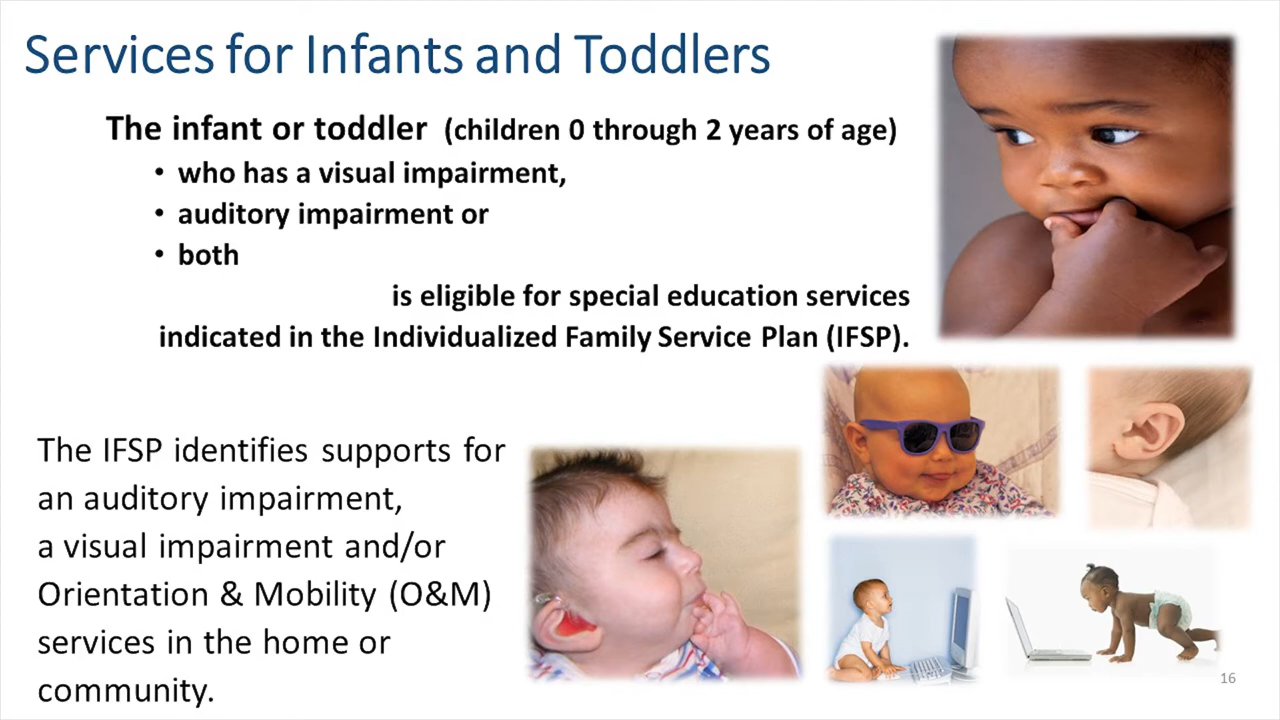 Services for Infants and Toddlers
The infant or toddler (children 0 through 2 years of age)
• who has a visual impairment,
• auditory impairment or
• both
is eligible for special education services
indicated in the Individualized Family Service Plan (IFSP).
The IFSP identifies supports for
an auditory impairment,
a visual impairment and/or
Orientation & Mobility (O&M)
services in the home or
community.
16